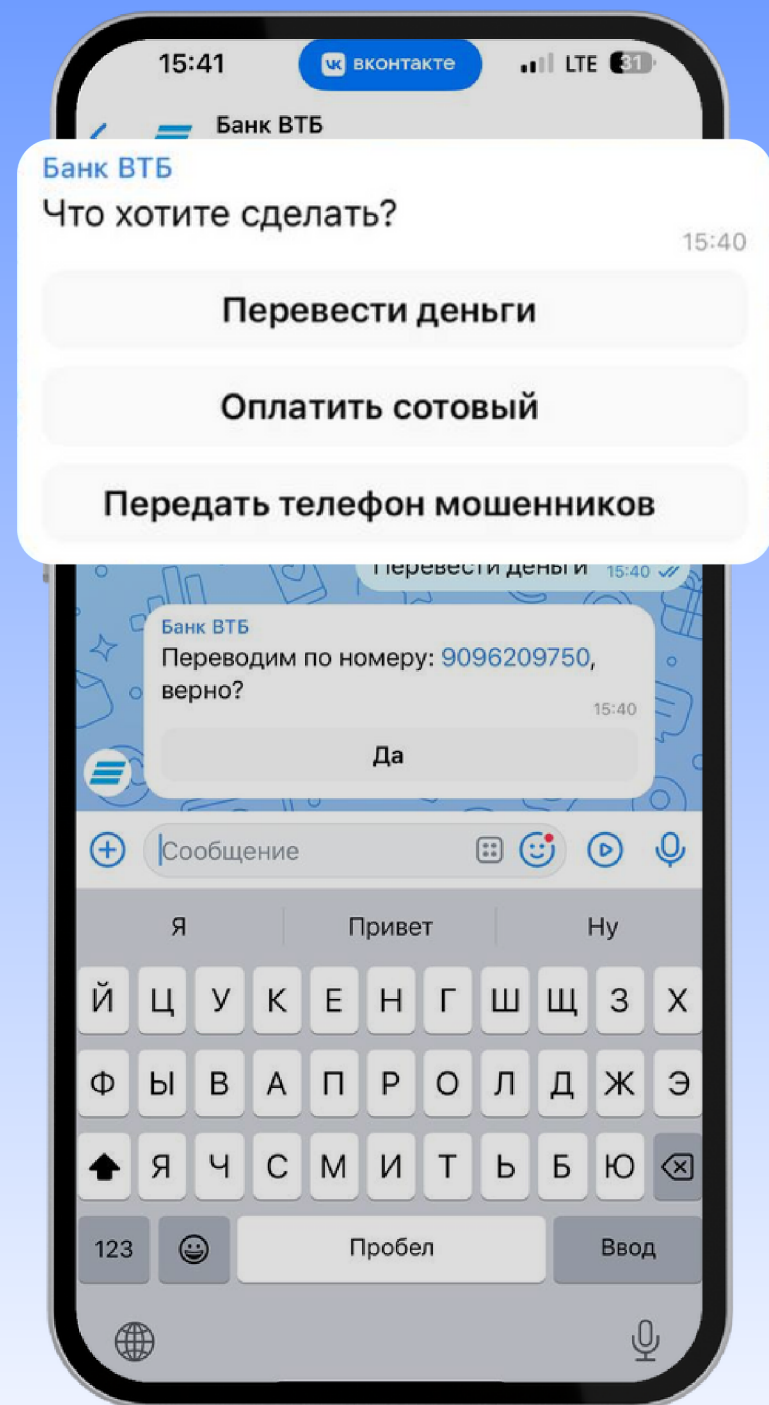 15:41
вконтакте
LTE
31
Банк ВТБ
Банк ВТБ
Что хотите сделать?
15:40
Перевести деньги
Оплатить сотовый
Передать телефон мошенников
Перевести деньги 15:40
Банк ВТБ
Переводим по номеру: 9096209750,
верно?
15:40
Да
Сообщение
Я Привет Ну
Й Ц У К Е Н Г Ш Щ З Х
Ф Ы В А П Р О Л Д Ж Э
Я Ч С М И Т Ь Б Ю
123 Пробел Ввод